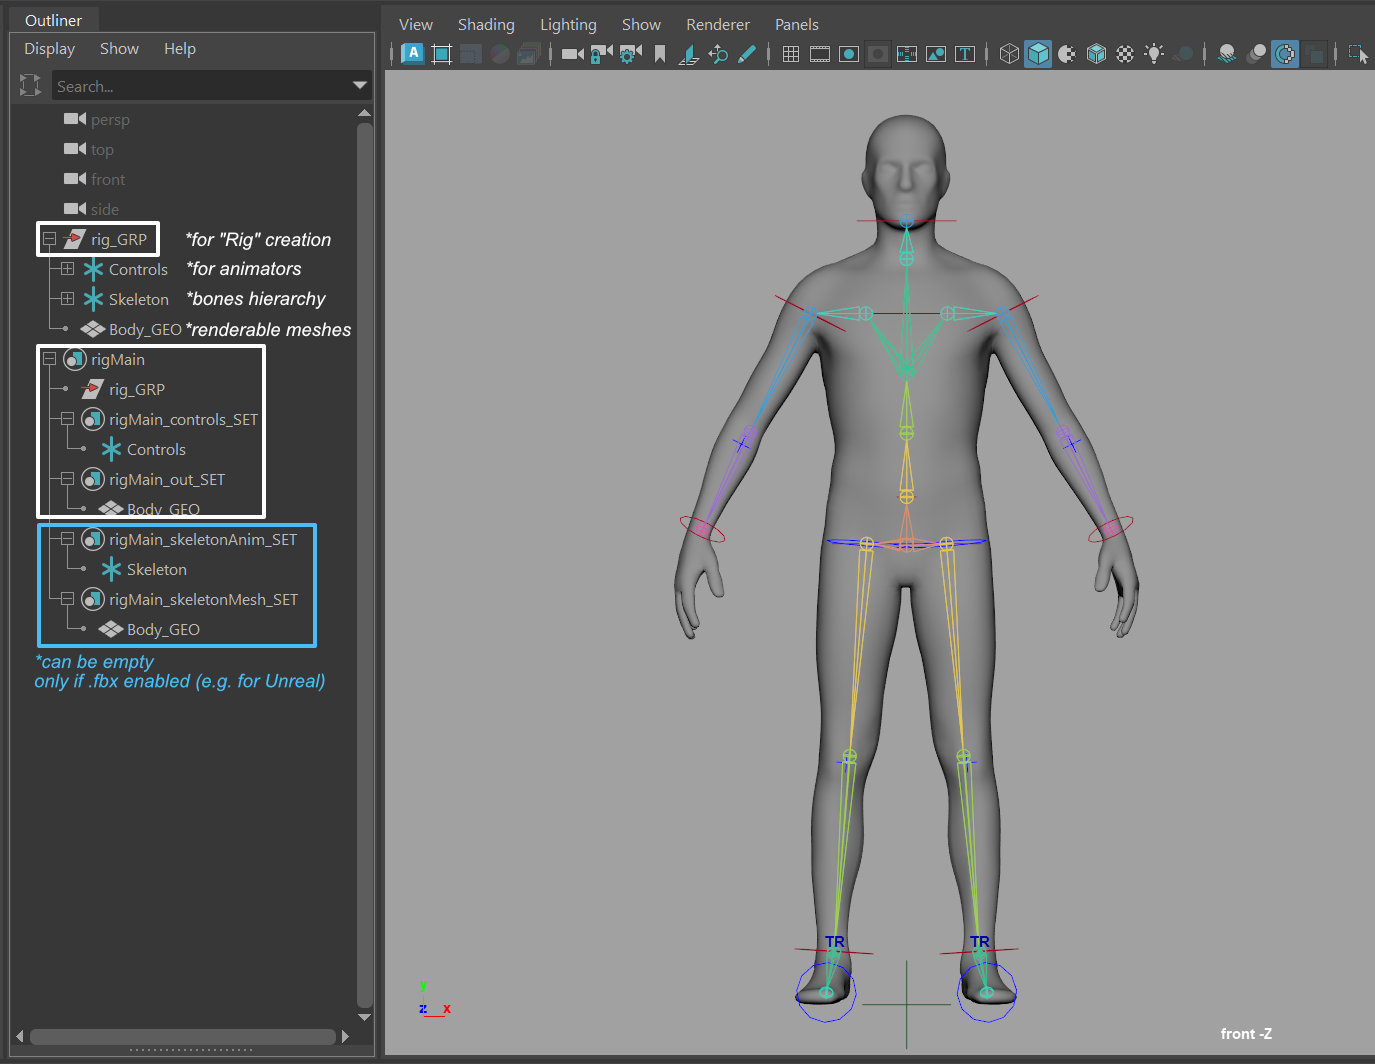 Outliner
Display Show Help
Search...
persp
top
front
side
rig_GRP *for "Rig" creation
Controls *for animators
Skeleton *bones hierarchy
Body_GEO *renderable meshes
rigMain
rig_GRP
rigMain_controls_SET
Controls
rigMain_out_SET
Body_GEO
rigMain_skeletonAnim_SET
Skeleton
rigMain_skeletonMesh_SET
Body_GEO
*can be empty
only if .fbx enabled (e.g. for Unreal)
View Shading Lighting Show Renderer Panels
A T
TR TR
y
z x
front -Z